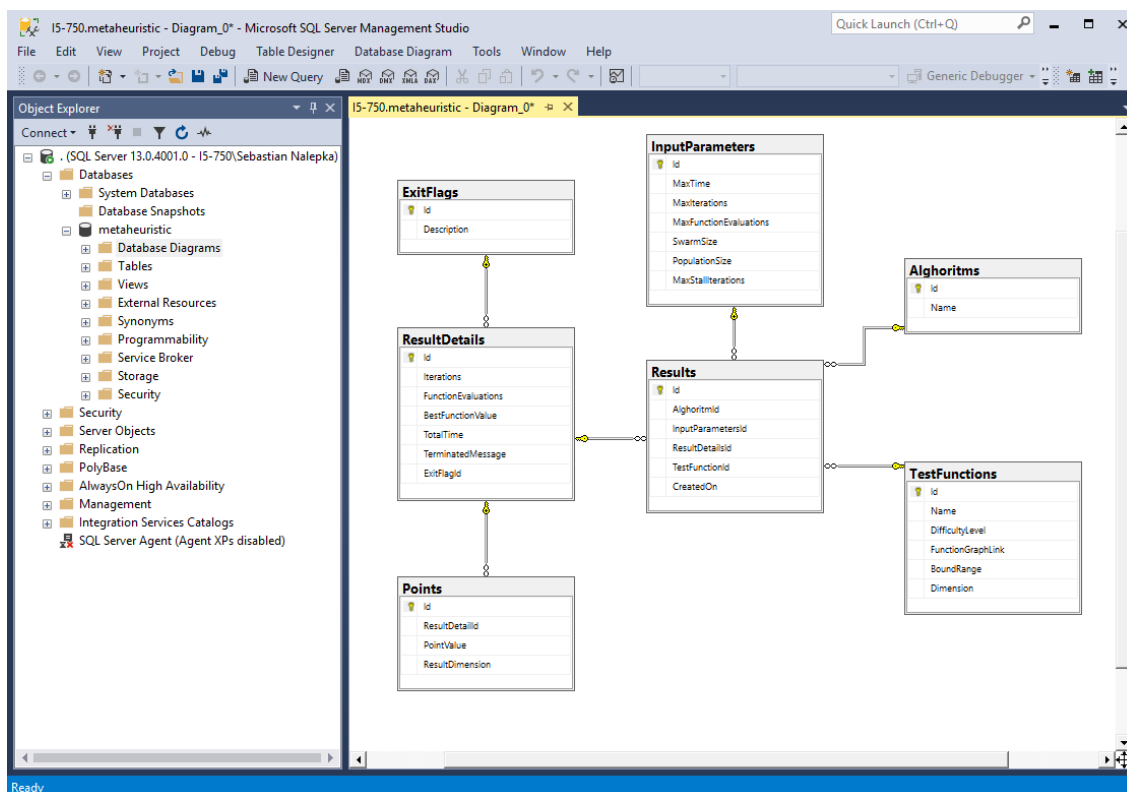 I5-750.metaheuristic - Diagram_0* - Microsoft SQL Server Management Studio
Quick Launch (Ctrl+Q)
File Edit View Project Debug Table Designer Database Diagram Tools Window Help
New Query MDX DMX XMLA DAX Generic Debugger
Object Explorer
Connect
. (SQL Server 13.0.4001.0 - I5-750\Sebastian Nalepka)
Databases
System Databases
Database Snapshots
metaheuristic
Database Diagrams
Tables
Views
External Resources
Synonyms
Programmability
Service Broker
Storage
Security
Security
Server Objects
Replication
PolyBase
AlwaysOn High Availability
Management
Integration Services Catalogs
SQL Server Agent (Agent XPs disabled)
I5-750.metaheuristic - Diagram_0*
ExitFlags
Id
Description
ResultDetails
Id
Iterations
FunctionEvaluations
BestFunctionValue
TotalTime
TerminatedMessage
ExitFlagId
Points
Id
ResultDetailId
PointValue
ResultDimension
InputParameters
Id
MaxTime
MaxIterations
MaxFunctionEvaluations
SwarmSize
PopulationSize
MaxStallIterations
Results
Id
AlghoritmId
InputParametersId
ResultDetailsId
TestFunctionId
CreatedOn
Alghoritms
Id
Name
TestFunctions
Id
Name
DifficultyLevel
FunctionGraphLink
BoundRange
Dimension
Ready